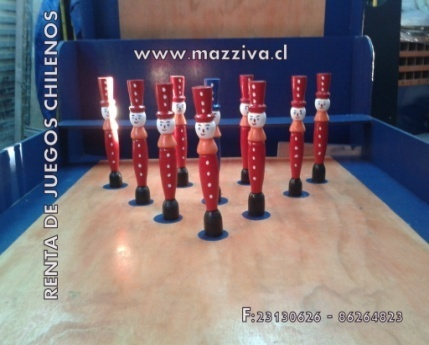 www.mazziva.cl
RENTA DE JUEGOS CHILENOS
F:23130626 - 86264823